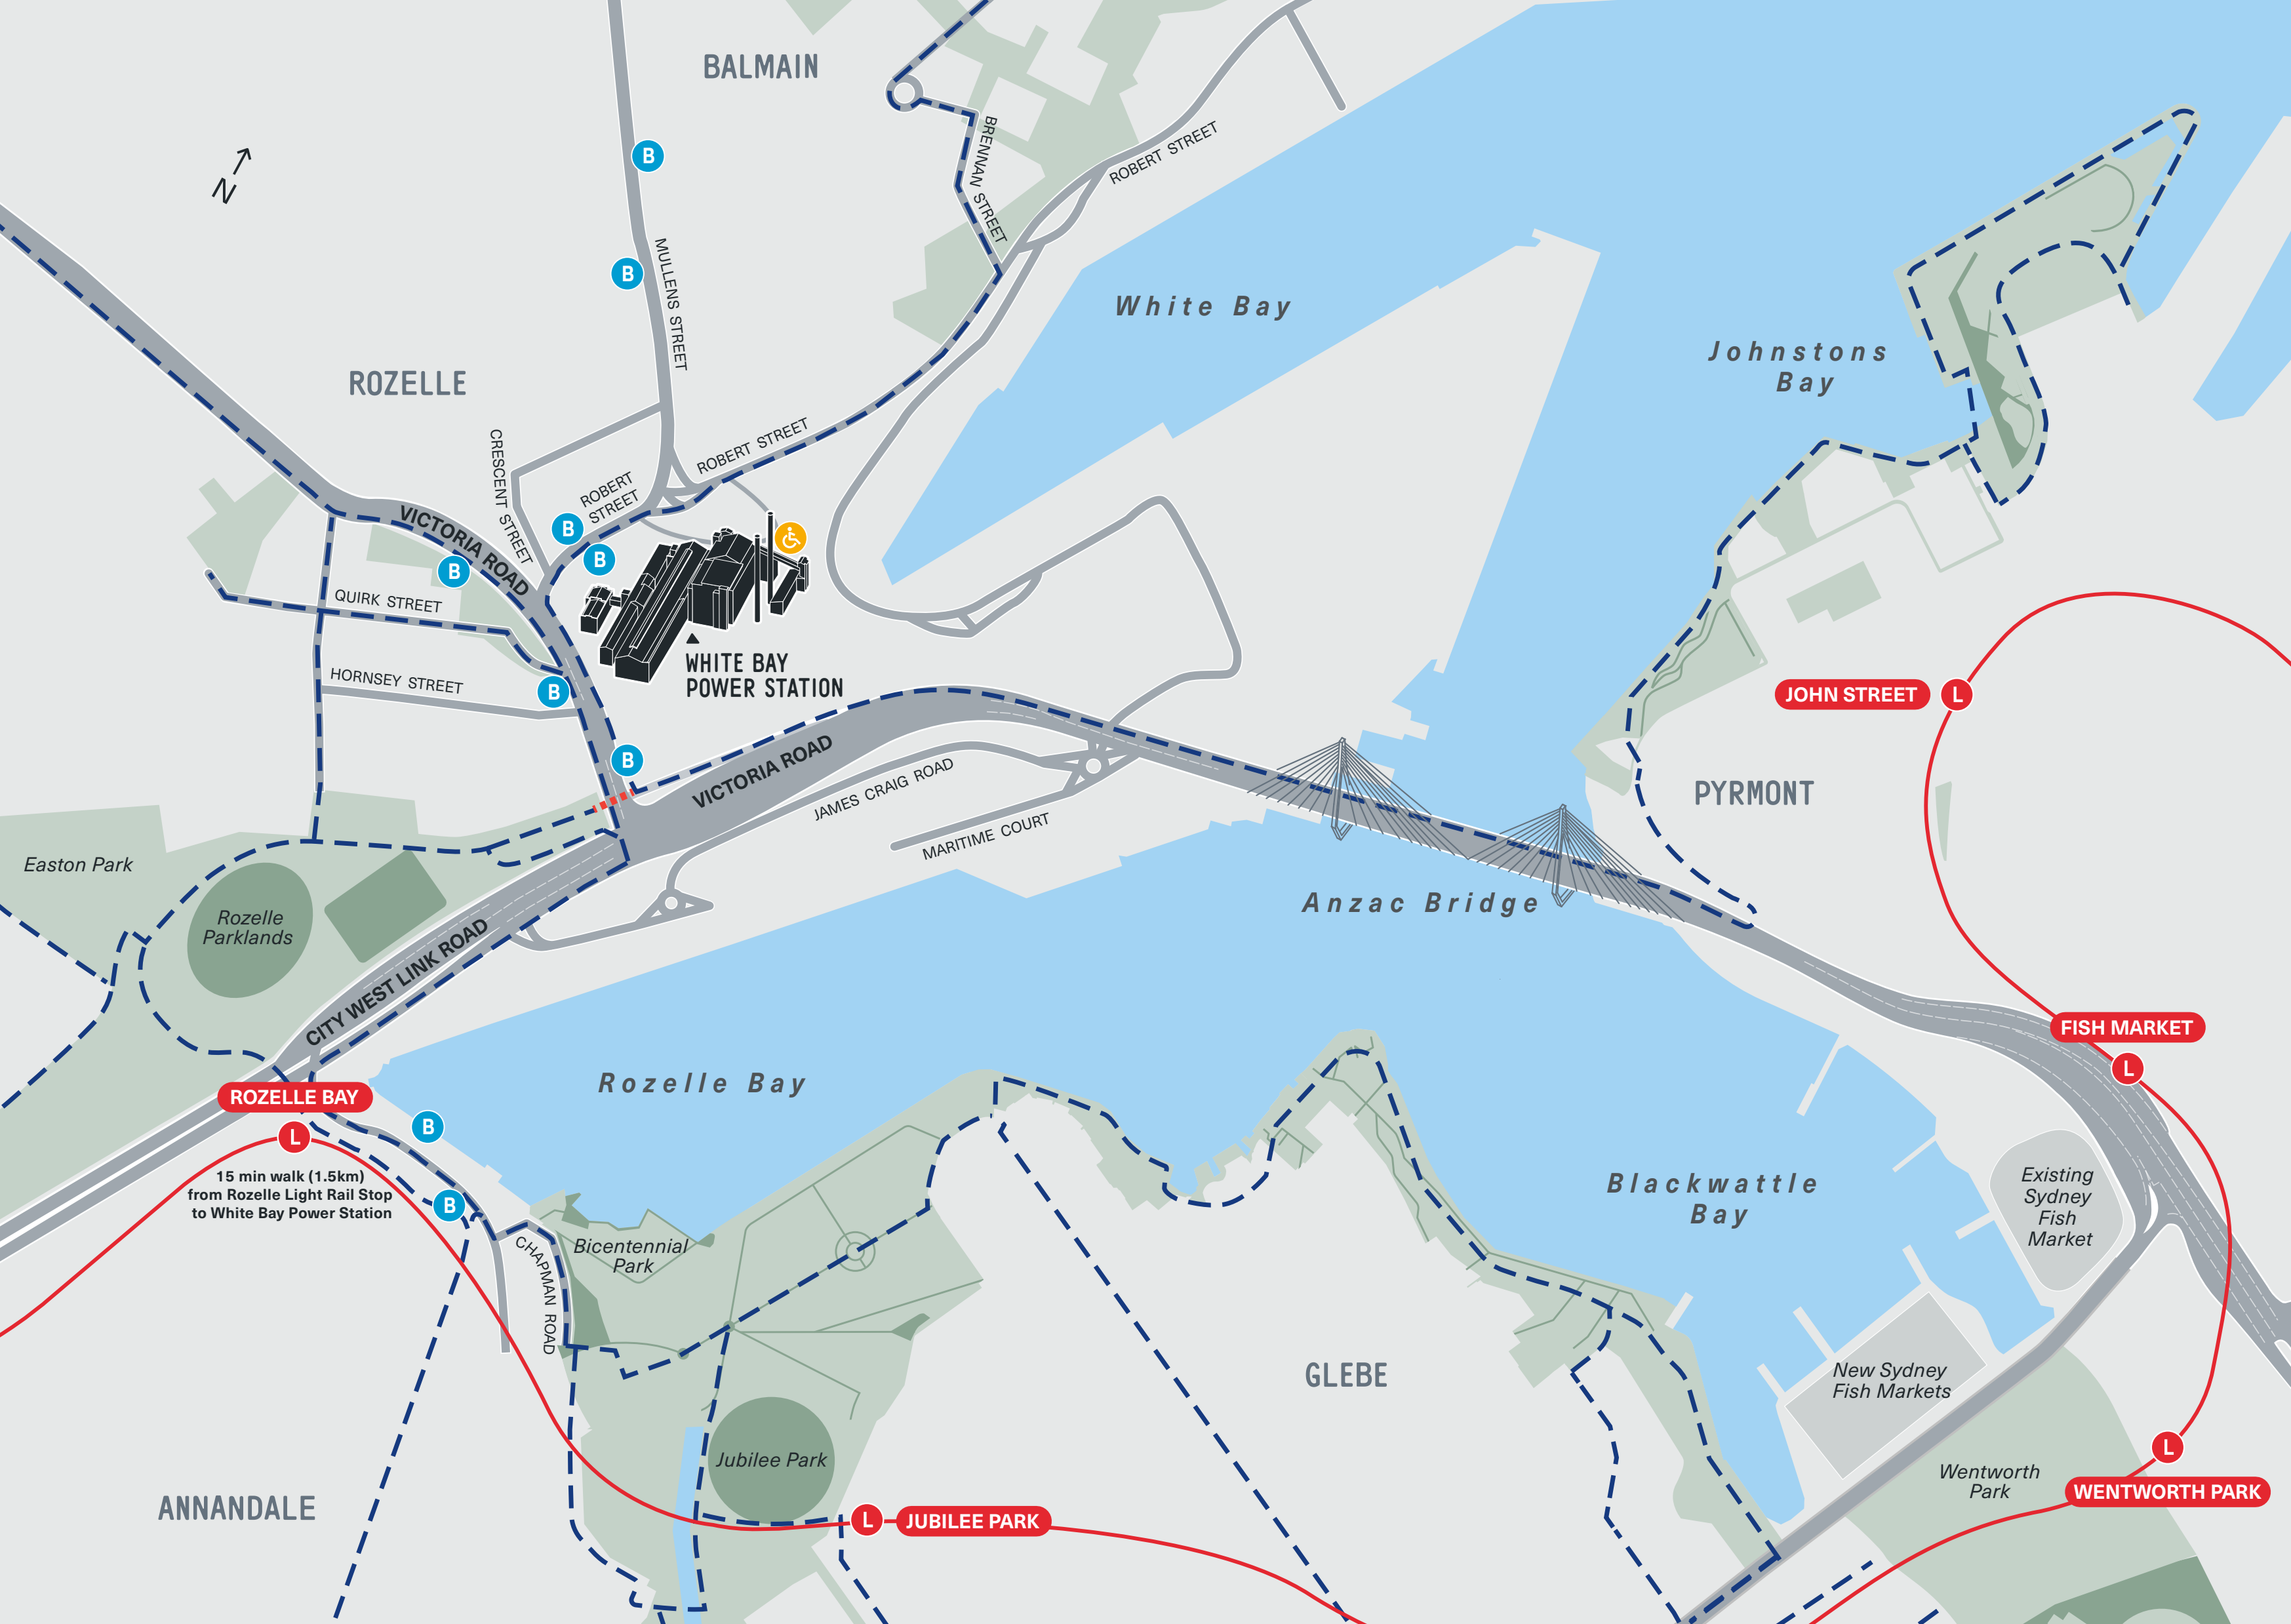 BALMAIN
BRENNAN STREET
ROBERT STREET
B
N
MULLENS STREET
B
White Bay
Johnstons
Bay
ROZELLE
CRESCENT STREET
ROBERT STREET
ROBERT
STREET
VICTORIA ROAD
B
B
B
QUIRK STREET
HORNSEY STREET
B
WHITE BAY
POWER STATION
B
VICTORIA ROAD
JAMES CRAIG ROAD
MARITIME COURT
JOHN STREET
L
PYRMONT
Easton Park
Rozelle
Parklands
Anzac Bridge
CITY WEST LINK ROAD
FISH MARKET
L
Rozelle Bay
ROZELLE BAY
L
B
15 min walk (1.5km)
from Rozelle Light Rail Stop
to White Bay Power Station
B
CHAPMAN ROAD
Bicentennial
Park
Blackwattle
Bay
Existing
Sydney
Fish
Market
GLEBE
New Sydney
Fish Markets
Jubilee Park
L
JUBILEE PARK
ANNANDALE
Wentworth
Park
L
WENTWORTH PARK